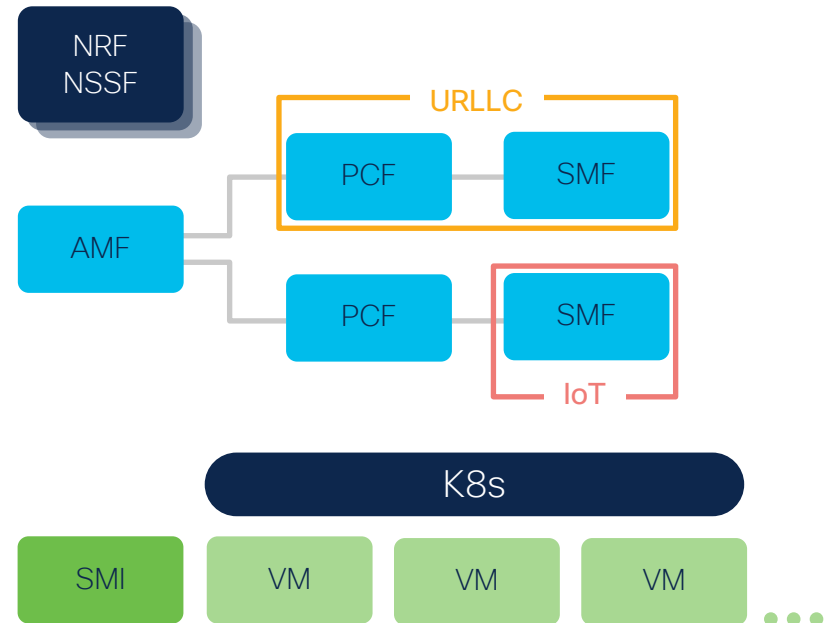 NRF
NSSF
URLLC
PCF
SMF
AMF
PCF
SMF
IoT
K8s
SMI
VM
VM
VM